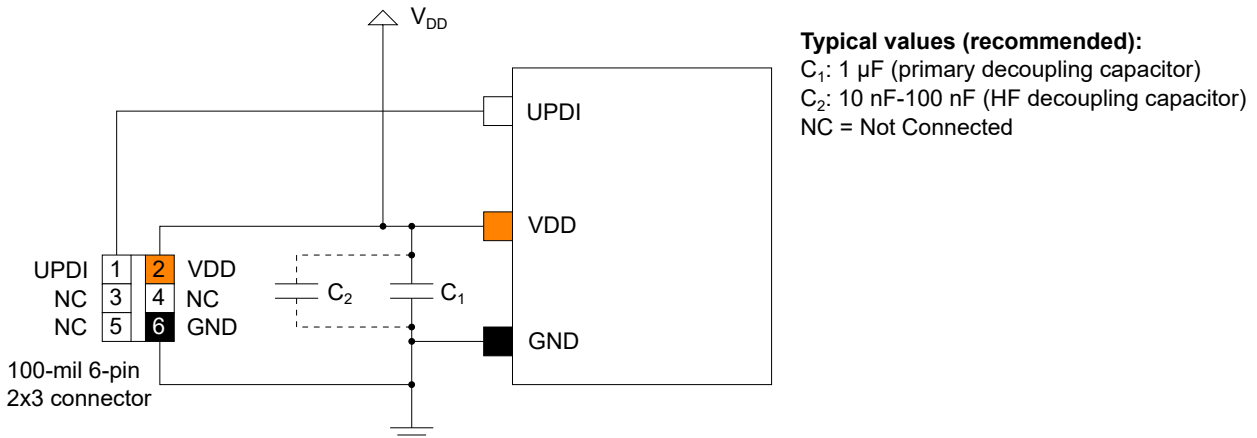 V_DD
Typical values (recommended):
C₁: 1 µF (primary decoupling capacitor)
C₂: 10 nF-100 nF (HF decoupling capacitor)
NC = Not Connected
UPDI
VDD
UPDI 1 2 VDD
NC 3 4 NC
NC 5 6 GND
C₂
C₁
GND
100-mil 6-pin
2x3 connector